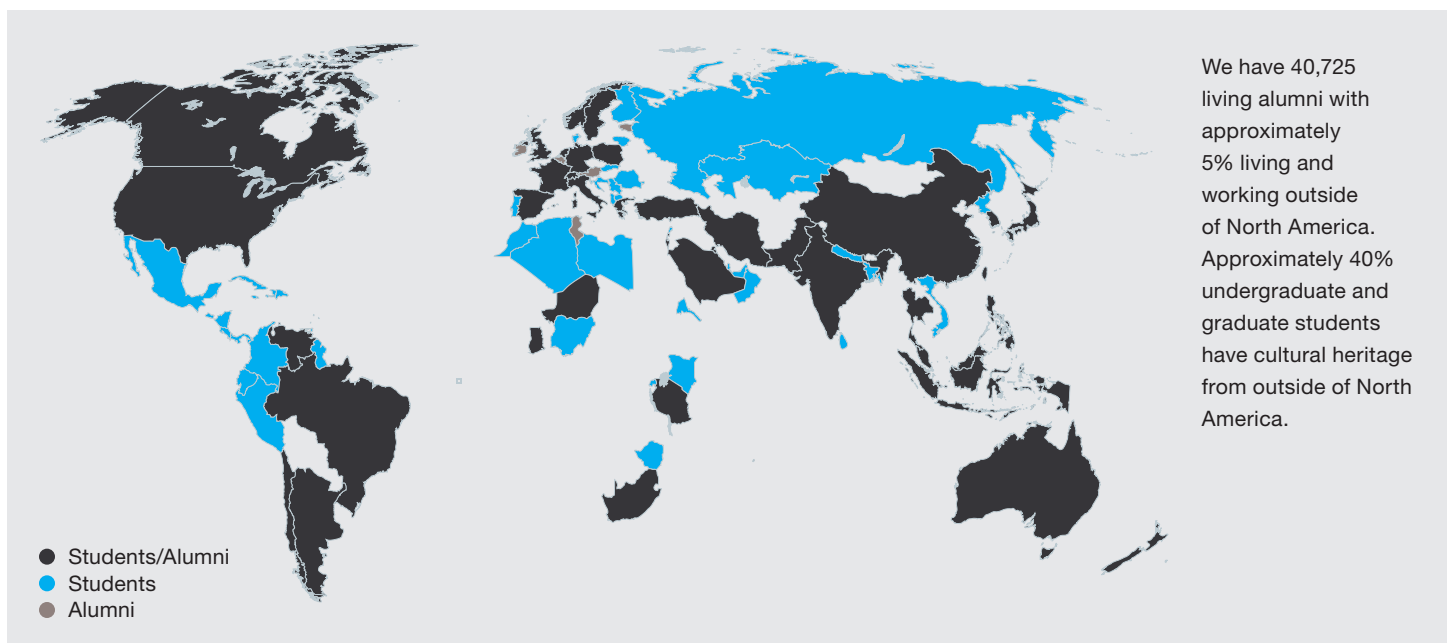 We have 40,725
living alumni with
approximately
5% living and
working outside
of North America.
Approximately 40%
undergraduate and
graduate students
have cultural heritage
from outside of North
America.
Students/Alumni
Students
Alumni